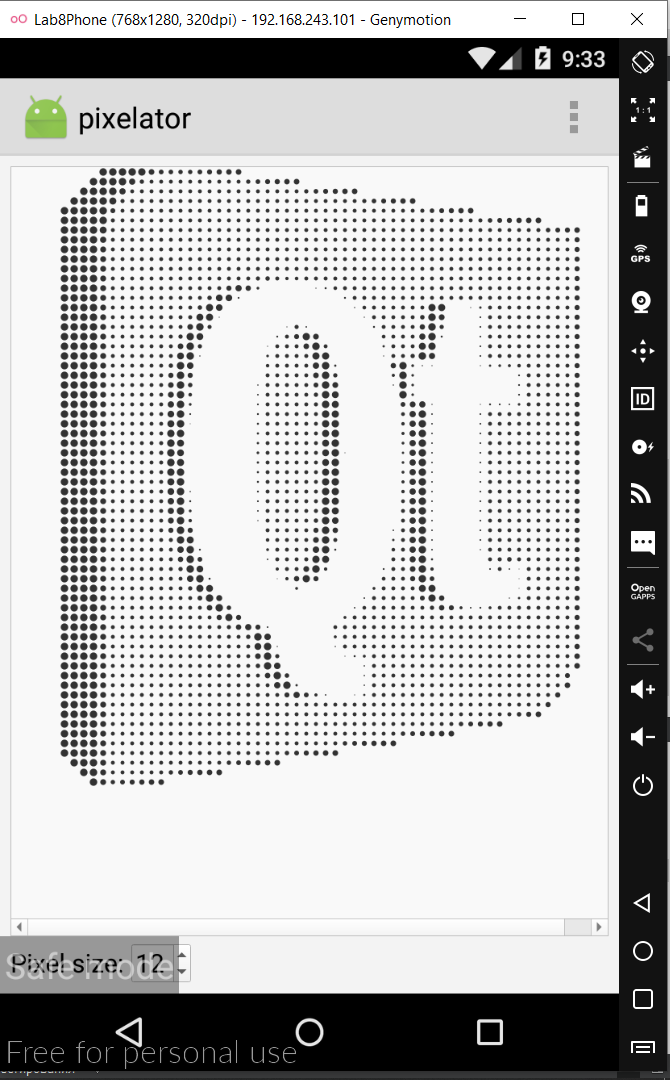 Lab8Phone (768x1280, 320dpi) - 192.168.243.101 - Genymotion
9:33
pixelator
1:1
GPS
ID
Open
GAPPS
Qt
Pixel size: 12
Safe mode
Free for personal use